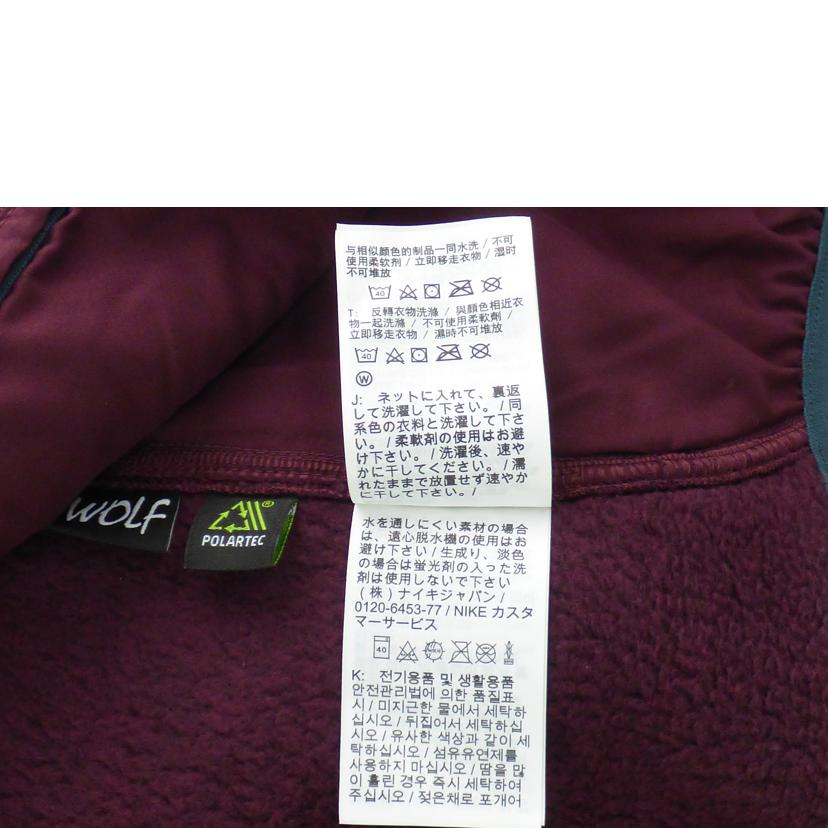 与相似颜色的制品一同水洗 / 不可
使用柔软剂 / 立即移走衣物 / 湿时
不可堆放
40
T: 反轉衣物洗滌 / 與顏色相近衣
物一起洗滌 / 不可使用柔軟劑 /
立即移走衣物 / 濕時不可堆放
40
W
J: ネットに入れて、裏返
して洗濯して下さい。/ 同
系色の衣料と洗濯して下さ
い。/ 柔軟剤の使用はお避
け下さい。/ 洗濯後、速や
かに干してください。/ 濡
れたままで放置せず速やか
に干して下さい。/
WOLF
POLARTEC®
水を通しにくい素材の場合
は、遠心脱水機の使用はお
避け下さい / 生成り、淡色
の場合は蛍光剤の入った洗
剤は使用しないで下さい
(株) ナイキジャパン /
0120-6453-77 / NIKE カスタ
マーサービス
40
K: 전기용품 및 생활용품
안전관리법에 의한 품질표
시 / 미지근한 물에서 세탁하
십시오 / 뒤집어서 세탁하십
시오 / 유사한 색상과 같이 세
탁하십시오 / 섬유유연제를
사용하지 마십시오 / 땀을 많
이 흘린 경우 즉시 세탁하여
주십시오 / 젖은채로 포개어